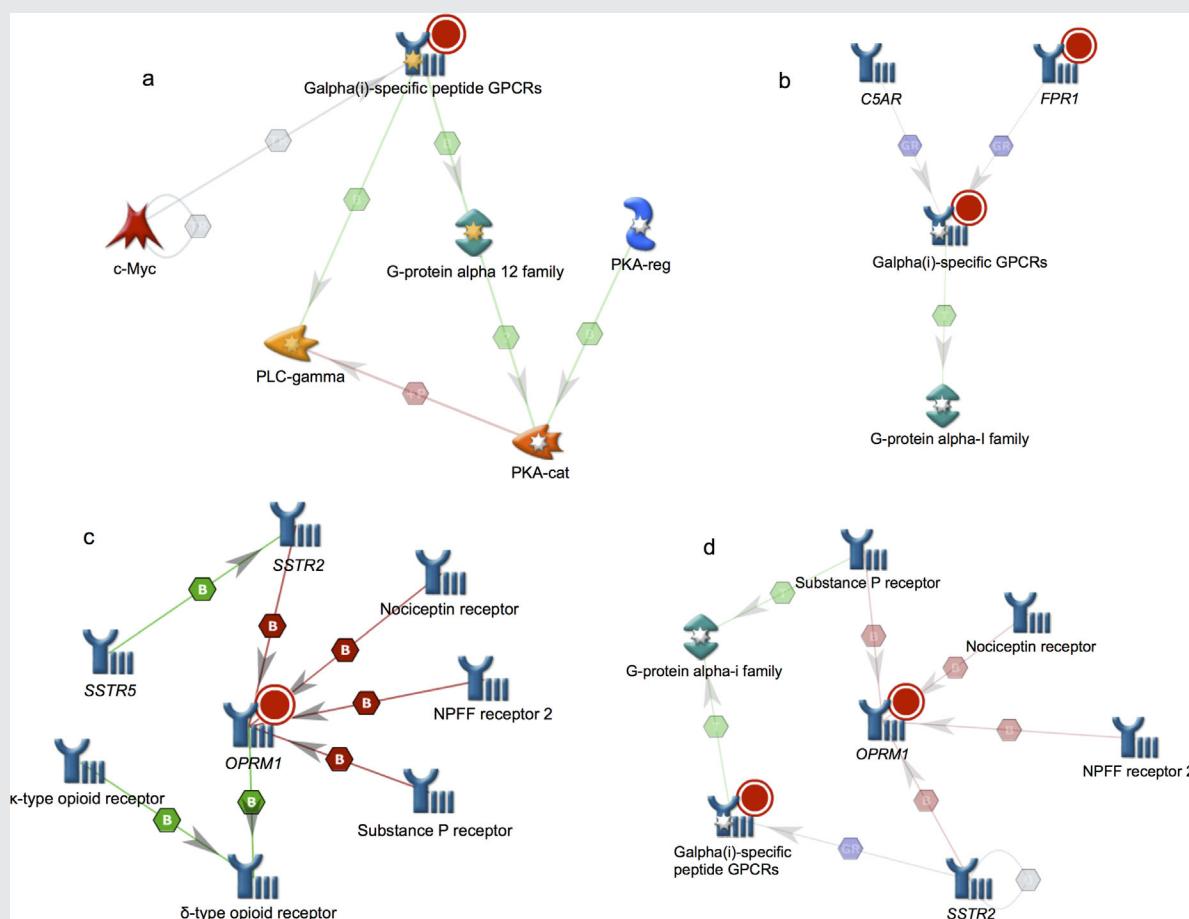 a
Galpha(i)-specific peptide GPCRs
B
B
c-Myc
G-protein alpha 12 family
PKA-reg
PLC-gamma
+P
PKA-cat
b
C5AR
FPR1
GR
GR
Galpha(i)-specific GPCRs
G-protein alpha-I family
c
SSTR2
B
Nociceptin receptor
B
B
SSTR5
NPFF receptor 2
B
OPRM1
κ-type opioid receptor
B
B
B
Substance P receptor
δ-type opioid receptor
d
Substance P receptor
B
Nociceptin receptor
G-protein alpha-i family
B
OPRM1
B
NPFF receptor 2
B
Galpha(i)-specific
peptide GPCRs
GR
SSTR2